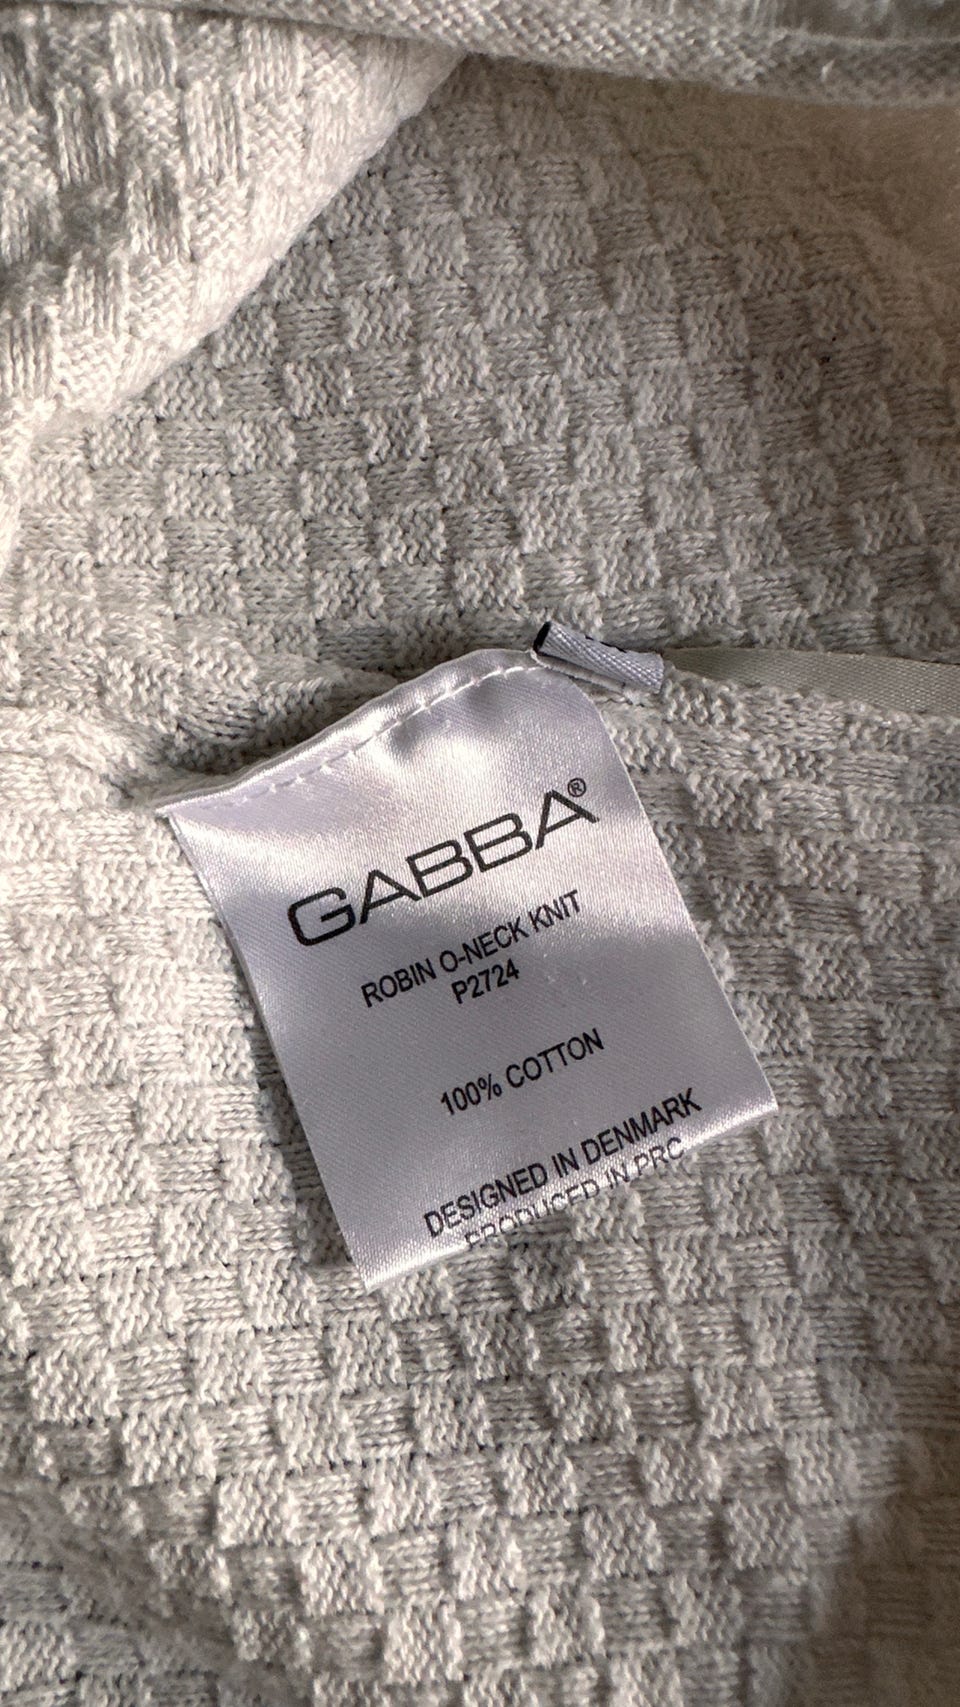 GABBA®
ROBIN O-NECK KNIT
P2724
100% COTTON
DESIGNED IN DENMARK
PRODUCED IN PRC